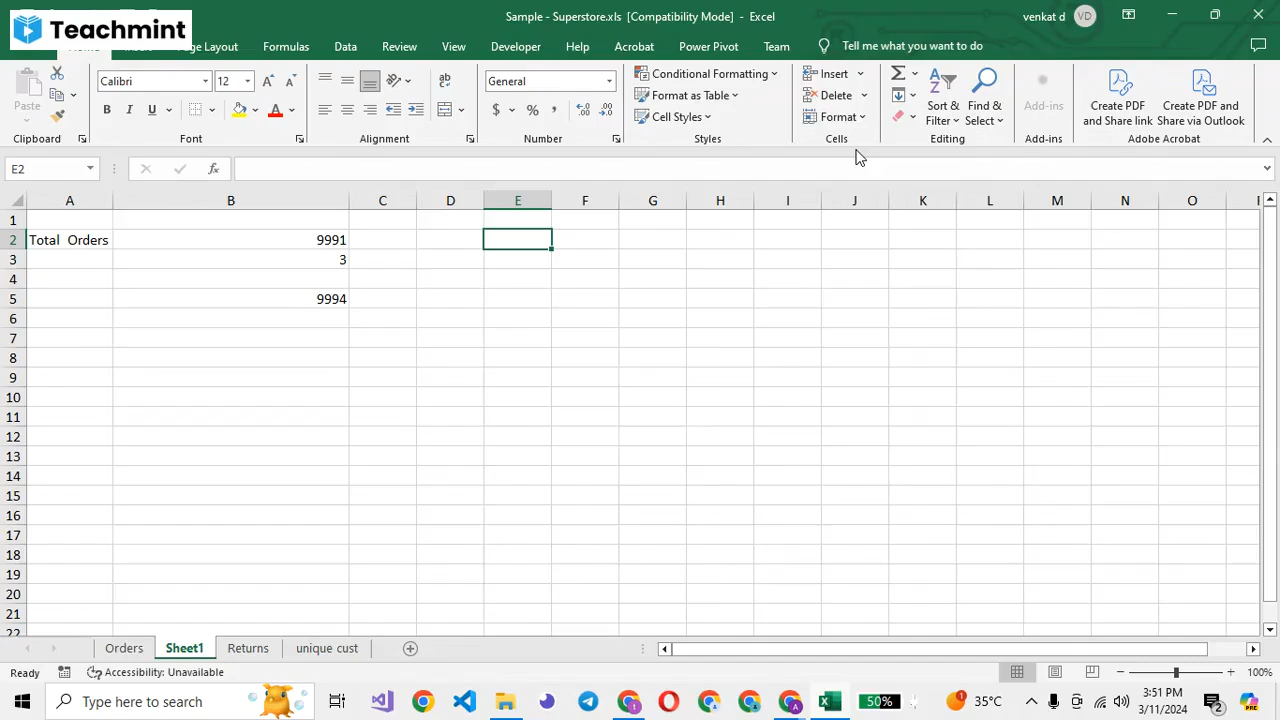 Teachmint
Sample - Superstore.xls [Compatibility Mode] - Excel
venkat d
VD
Page Layout
Formulas
Data
Review
View
Developer
Help
Acrobat
Power Pivot
Team
Tell me what you want to do
Paste
Clipboard
Calibri
12
B I U
A
Font
ab
Alignment
General
$ % ,
Number
Conditional Formatting
Format as Table
Cell Styles
Styles
Insert
Delete
Format
Cells
Sort & Filter
Find & Select
Editing
Add-ins
Add-ins
Create PDF and Share link
Create PDF and Share via Outlook
Adobe Acrobat
E2
fx
A B C D E F G H I J K L M N O
1
2 Total Orders 9991
3 3
4
5 9994
6
7
8
9
10
11
12
13
14
15
16
17
18
19
20
21
22
Orders
Sheet1
Returns
unique cust
Ready
Accessibility: Unavailable
100%
Type here to search
50%
1
35°C
3:51 PM
3/11/2024
2